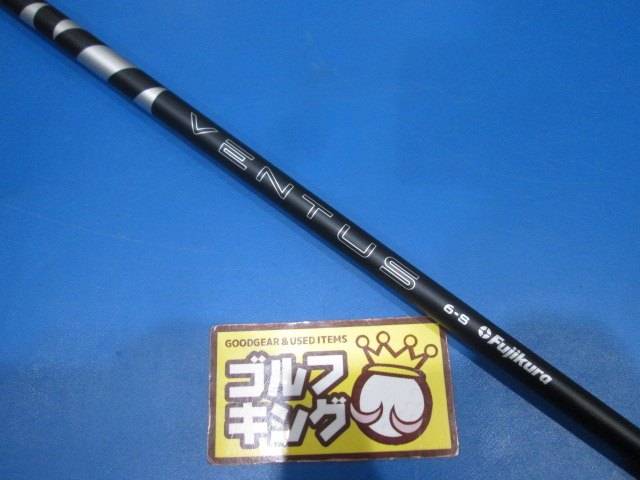 VENTUS
6-S Fujikura
GOODGEAR & USED ITEMS
ゴルフ
キング